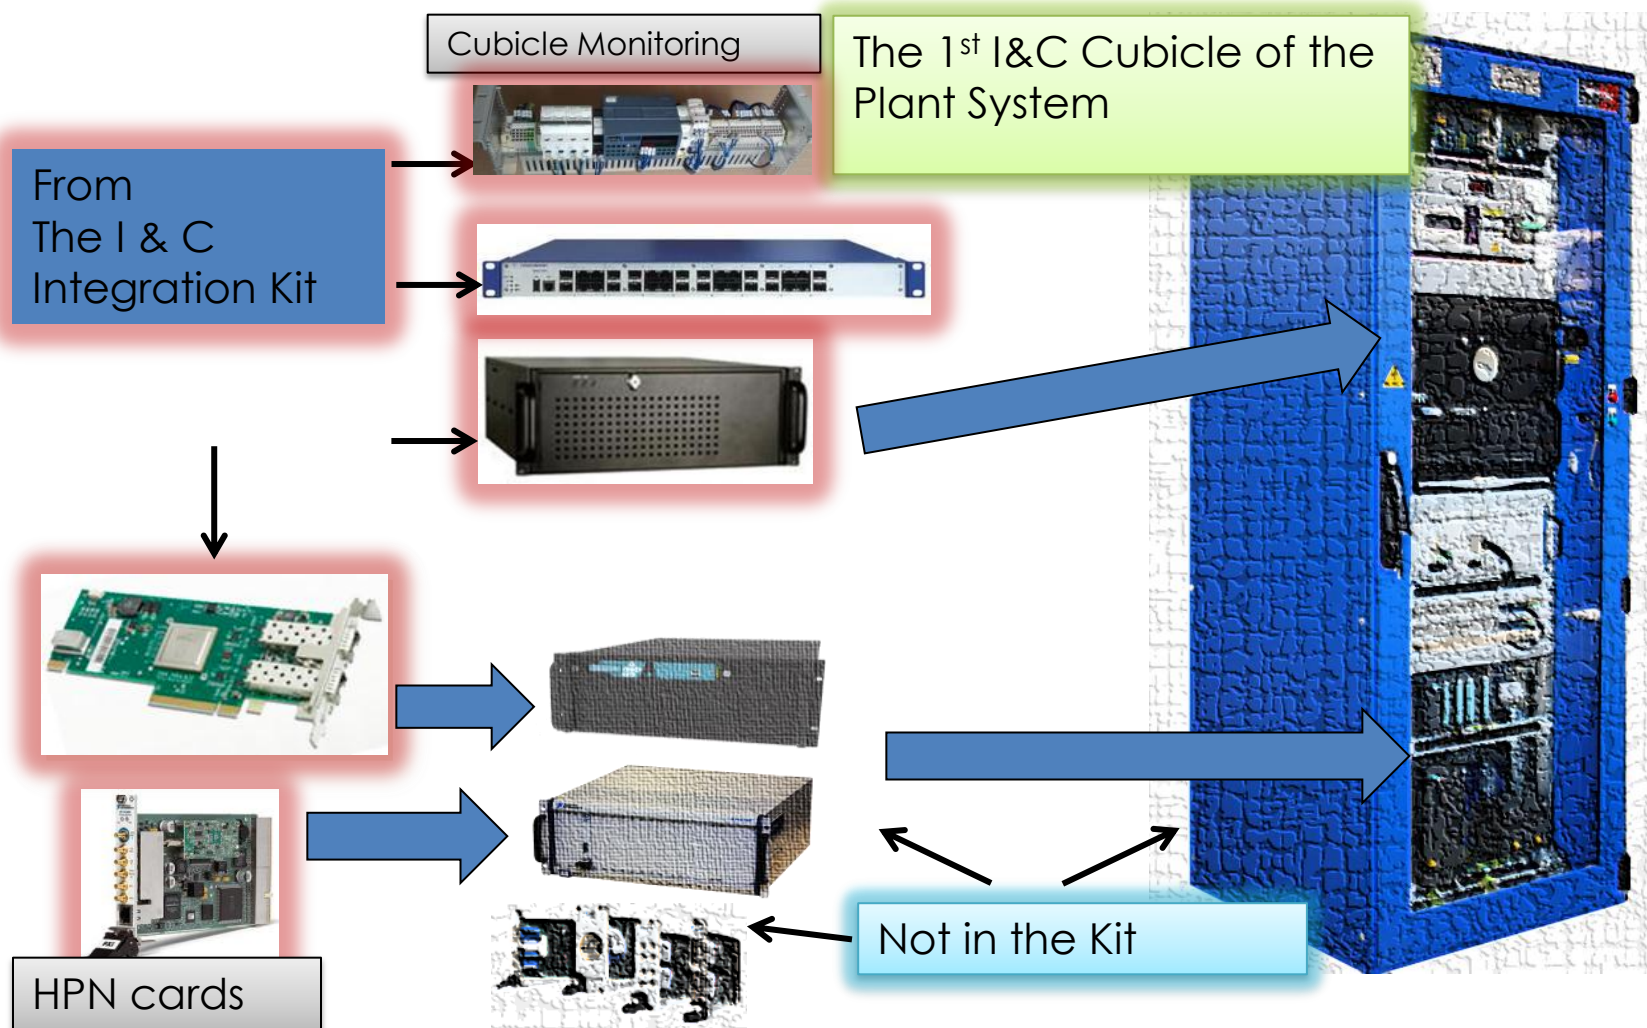 Cubicle Monitoring
The 1st I&C Cubicle of the
Plant System
From
The I & C
Integration Kit
Not in the Kit
HPN cards